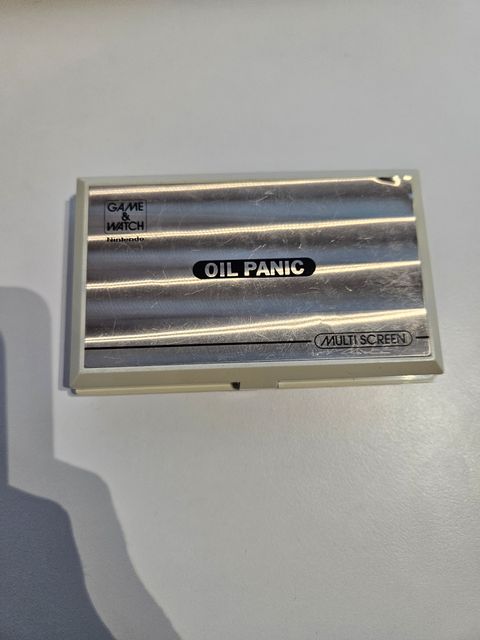 GAME
&
WATCH
Nintendo
OIL PANIC
MULTI SCREEN